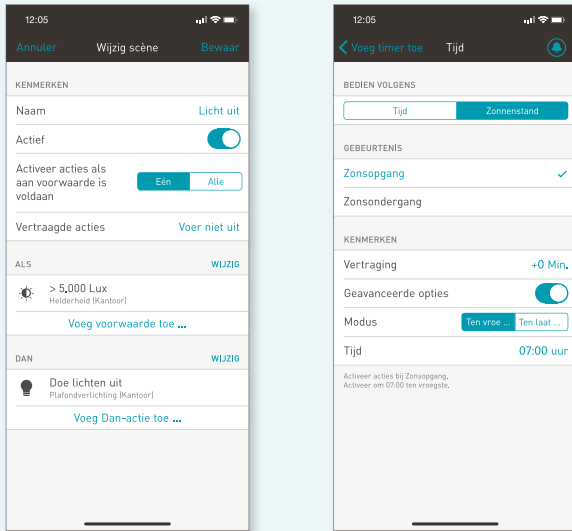 12:05
Annuler Wijzig scène Bewaar
KENMERKEN
Naam Licht uit
Actief
Activeer acties als
aan voorwaarde is
voldaan
Eén Alle
Vertraagde acties Voer niet uit
ALS WIJZIG
> 5.000 Lux
Helderheid (Kantoor)
Voeg voorwaarde toe ...
DAN WIJZIG
Doe lichten uit
Plafondverlichting (Kantoor)
Voeg Dan-actie toe ...
12:05
Voeg timer toe Tijd
BEDIEN VOLGENS
Tijd Zonnenstand
GEBEURTENIS
Zonsopgang
Zonsondergang
KENMERKEN
Vertraging +0 Min.
Geavanceerde opties
Modus Ten vroe ... Ten laat ...
Tijd 07:00 uur
Activeer acties bij Zonsopgang.
Activeer om 07:00 ten vroegste.